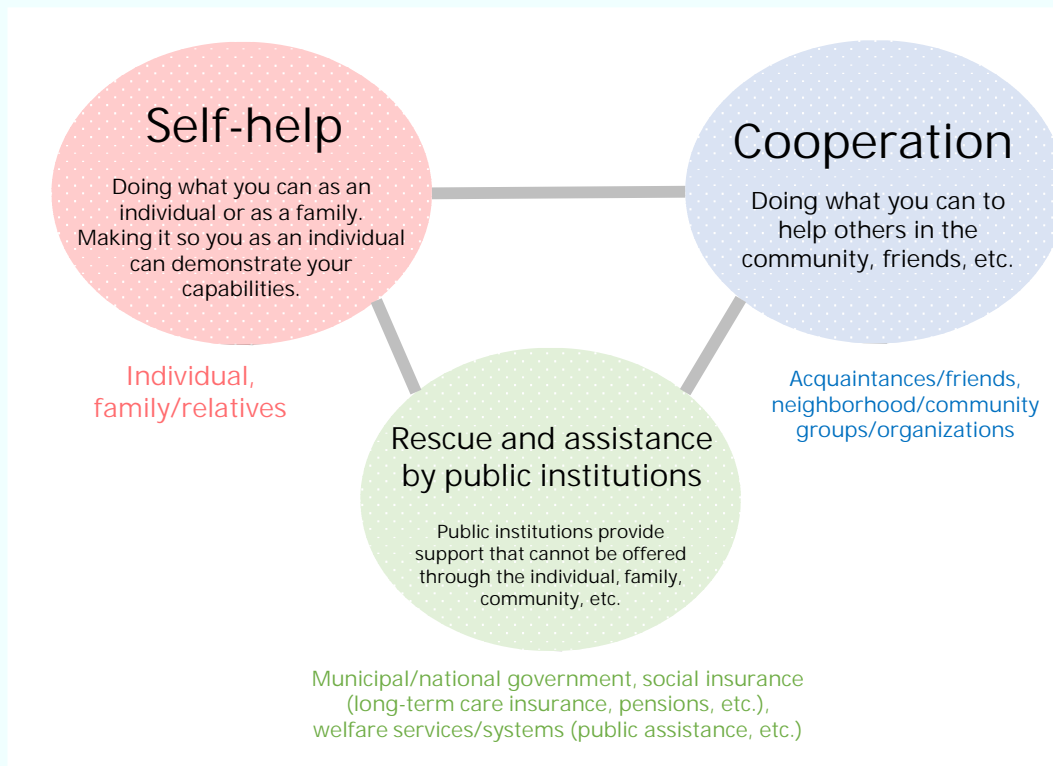 Self-help
Doing what you can as an
individual or as a family.
Making it so you as an individual
can demonstrate your
capabilities.
Individual,
family/relatives
Cooperation
Doing what you can to
help others in the
community, friends, etc.
Acquaintances/friends,
neighborhood/community
groups/organizations
Rescue and assistance
by public institutions
Public institutions provide
support that cannot be offered
through the individual, family,
community, etc.
Municipal/national government, social insurance
(long-term care insurance, pensions, etc.),
welfare services/systems (public assistance, etc.)